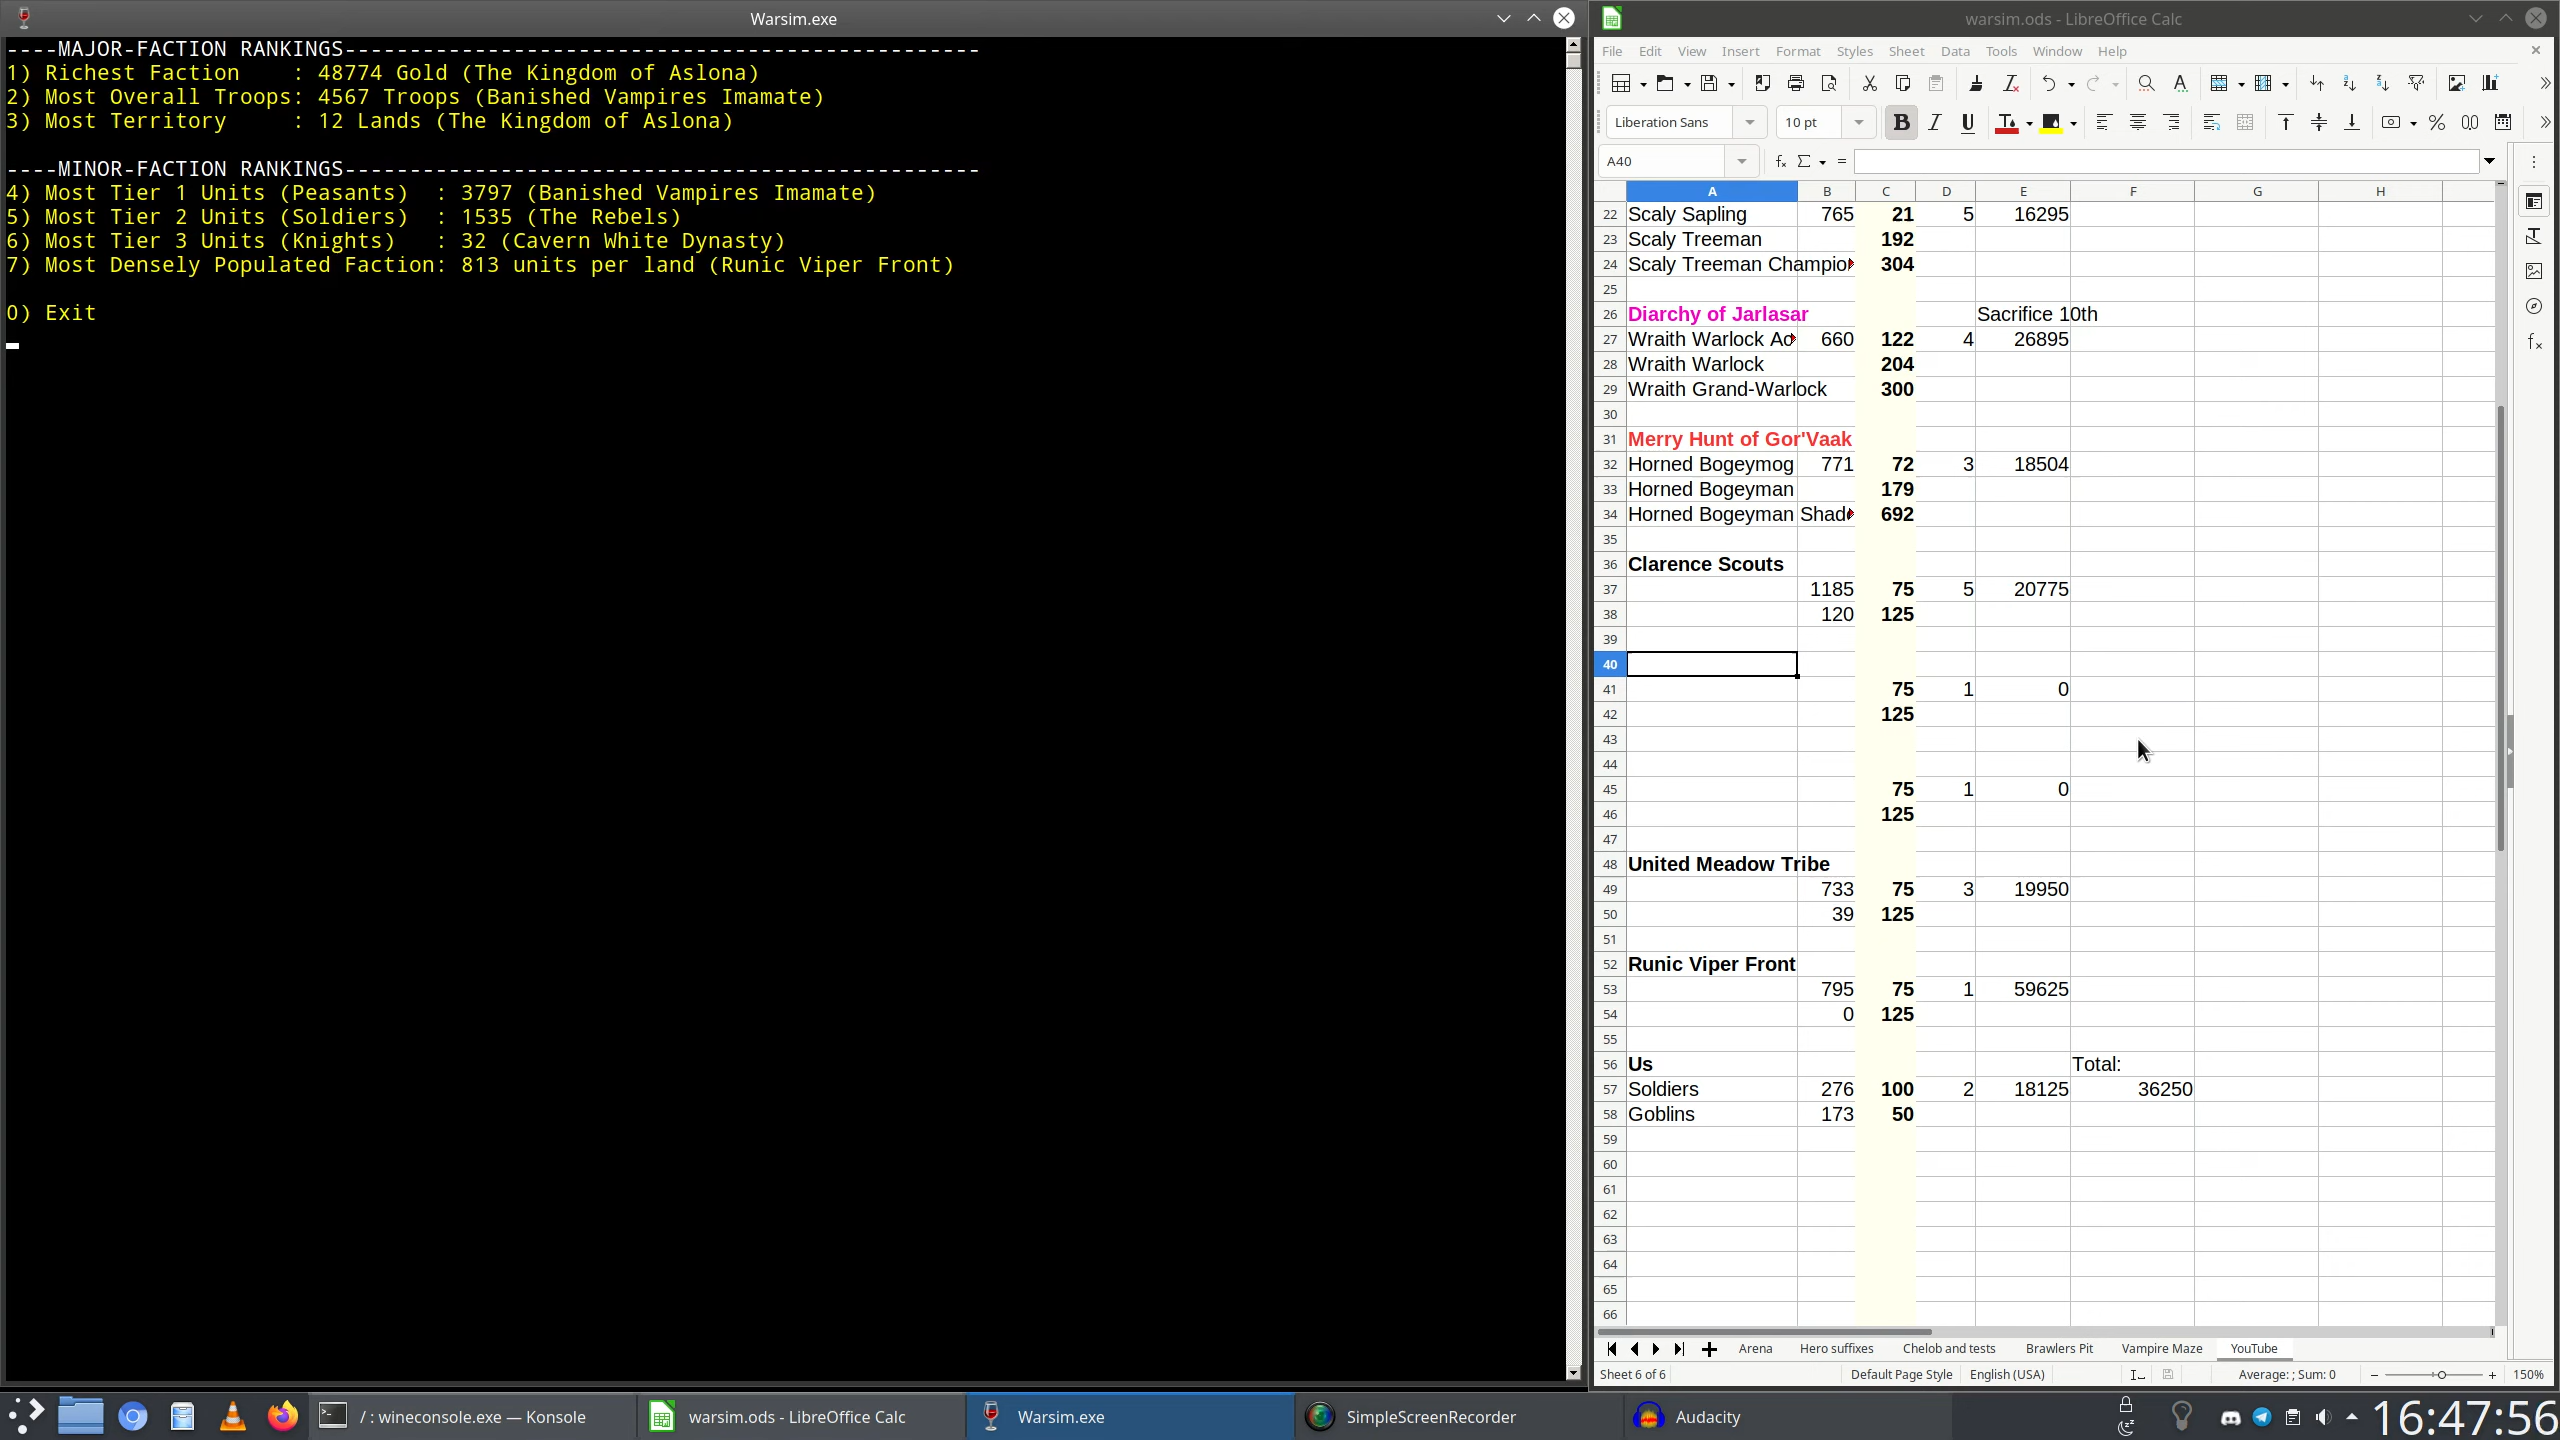 Warsim.exe
----MAJOR-FACTION RANKINGS-------------------------------------------------
1) Richest Faction    : 48774 Gold (The Kingdom of Aslona)
2) Most Overall Troops: 4567 Troops (Banished Vampires Imamate)
3) Most Territory     : 12 Lands (The Kingdom of Aslona)
----MINOR-FACTION RANKINGS-------------------------------------------------
4) Most Tier 1 Units (Peasants)  : 3797 (Banished Vampires Imamate)
5) Most Tier 2 Units (Soldiers)  : 1535 (The Rebels)
6) Most Tier 3 Units (Knights)   : 32 (Cavern White Dynasty)
7) Most Densely Populated Faction: 813 units per land (Runic Viper Front)
0) Exit
warsim.ods - LibreOffice Calc
File Edit View Insert Format Styles Sheet Data Tools Window Help
Liberation Sans 10 pt
A40
A B C D E F G H
22 Scaly Sapling 765 21 5 16295
23 Scaly Treeman 192
24 Scaly Treeman Champio 304
25
26 Diarchy of Jarlasar Sacrifice 10th
27 Wraith Warlock Ac 660 122 4 26895
28 Wraith Warlock 204
29 Wraith Grand-Warlock 300
30
31 Merry Hunt of Gor'Vaak
32 Horned Bogeymog 771 72 3 18504
33 Horned Bogeyman 179
34 Horned Bogeyman Shad 692
35
36 Clarence Scouts
37 1185 75 5 20775
38 120 125
39
40
41 75 1 0
42 125
43
44
45 75 1 0
46 125
47
48 United Meadow Tribe
49 733 75 3 19950
50 39 125
51
52 Runic Viper Front
53 795 75 1 59625
54 0 125
55
56 Us Total:
57 Soldiers 276 100 2 18125 36250
58 Goblins 173 50
59
60
61
62
63
64
65
66
Arena Hero suffixes Chelob and tests Brawlers Pit Vampire Maze YouTube
Sheet 6 of 6 Default Page Style English (USA) Average: ; Sum: 0 150%
/ : wineconsole.exe — Konsole
warsim.ods - LibreOffice Calc
Warsim.exe
SimpleScreenRecorder
Audacity
16:47:56